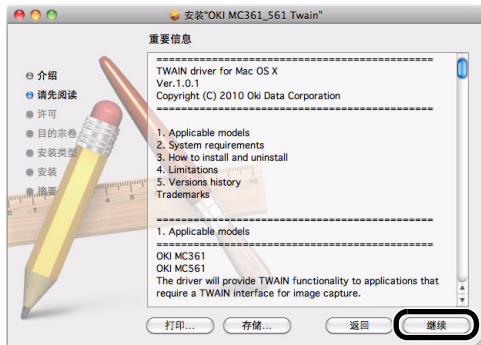 安装"OKI MC361_561 Twain"
重要信息
介绍
请先阅读
许可
目的宗卷
安装类型
安装
摘要
==============================================
TWAIN driver for Mac OS X
Ver.1.0.1
Copyright (C) 2010 Oki Data Corporation
==============================================
1. Applicable models
2. System requirements
3. How to install and uninstall
4. Limitations
5. Versions history
Trademarks
==============================================
1. Applicable models
==============================================
OKI MC361
OKI MC561
The driver will provide TWAIN functionality to applications that
require a TWAIN interface for image capture.
打印... 存储... 返回 继续